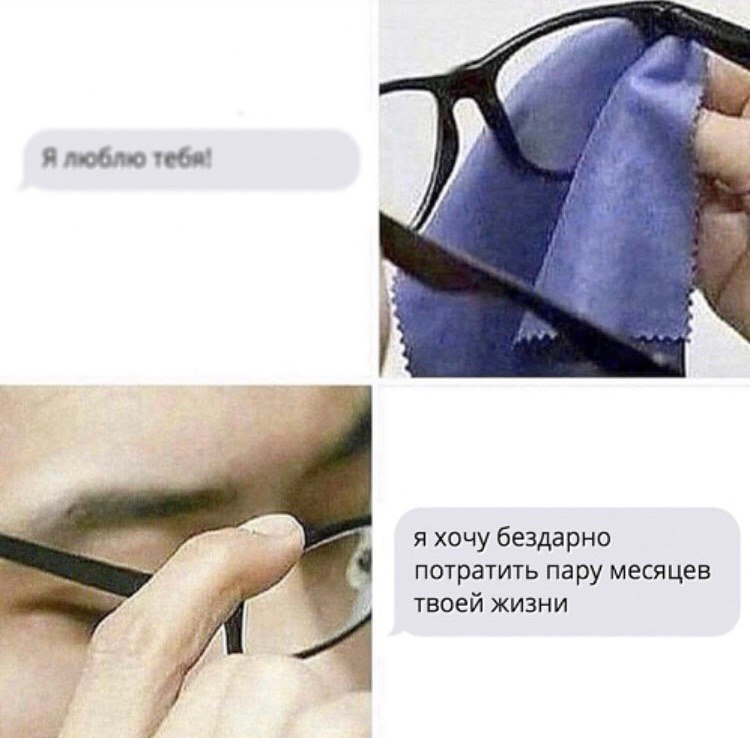 Я люблю тебя!
я хочу бездарно
потратить пару месяцев
твоей жизни